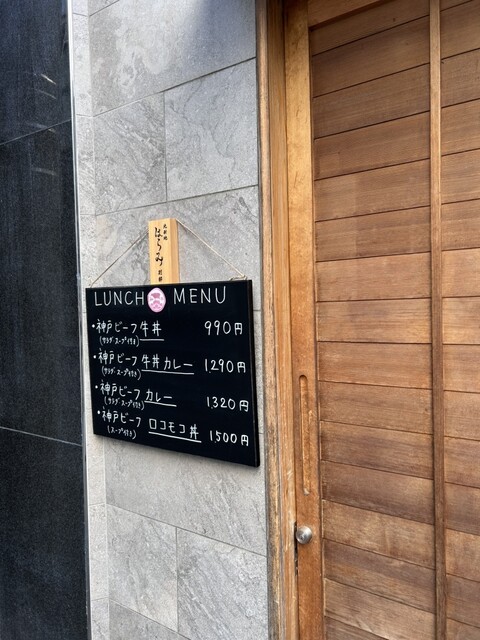 はらみ
LUNCH MENU
・神戸ビーフ牛丼 990円
(サラダ・スープ付き)
・神戸ビーフ 牛丼カレー 1290円
(サラダ・スープ付き)
・神戸ビーフ カレー 1320円
(サラダ・スープ付き)
・神戸ビーフ ロコモコ丼 1500円
(スープ付き)